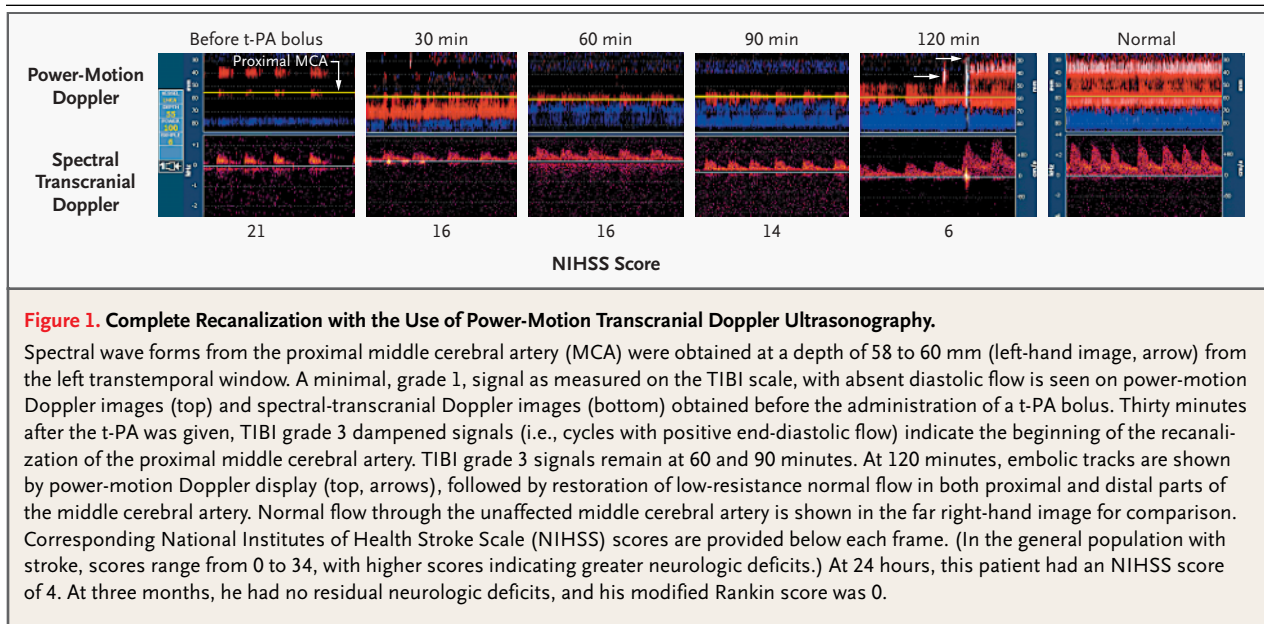 Before t-PA bolus 30 min 60 min 90 min 120 min Normal
Proximal MCA
Power-Motion
Doppler
Spectral
Transcranial
Doppler
21 16 16 14 6
NIHSS Score
Figure 1. Complete Recanalization with the Use of Power-Motion Transcranial Doppler Ultrasonography.
Spectral wave forms from the proximal middle cerebral artery (MCA) were obtained at a depth of 58 to 60 mm (left-hand image, arrow) from
the left transtemporal window. A minimal, grade 1, signal as measured on the TIBI scale, with absent diastolic flow is seen on power-motion
Doppler images (top) and spectral-transcranial Doppler images (bottom) obtained before the administration of a t-PA bolus. Thirty minutes
after the t-PA was given, TIBI grade 3 dampened signals (i.e., cycles with positive end-diastolic flow) indicate the beginning of the recanali-
zation of the proximal middle cerebral artery. TIBI grade 3 signals remain at 60 and 90 minutes. At 120 minutes, embolic tracks are shown
by power-motion Doppler display (top, arrows), followed by restoration of low-resistance normal flow in both proximal and distal parts of
the middle cerebral artery. Normal flow through the unaffected middle cerebral artery is shown in the far right-hand image for comparison.
Corresponding National Institutes of Health Stroke Scale (NIHSS) scores are provided below each frame. (In the general population with
stroke, scores range from 0 to 34, with higher scores indicating greater neurologic deficits.) At 24 hours, this patient had an NIHSS score
of 4. At three months, he had no residual neurologic deficits, and his modified Rankin score was 0.